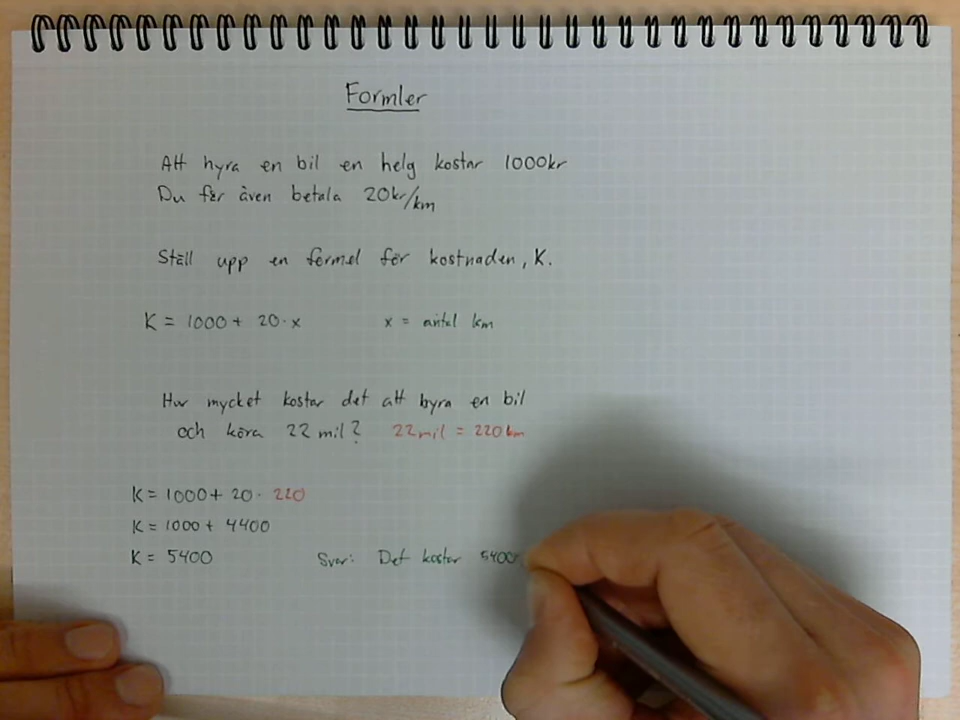 Formler
Att hyra en bil en helg kostar 1000kr
Du får även betala 20kr/km
Ställ upp en formel för kostnaden, K.
K = 1000 + 20 · x x = antal km
Hur mycket kostar det att hyra en bil
och köra 22 mil? 22 mil = 220 km
K = 1000 + 20 · 220
K = 1000 + 4400
K = 5400 Svar: Det kostar 5400